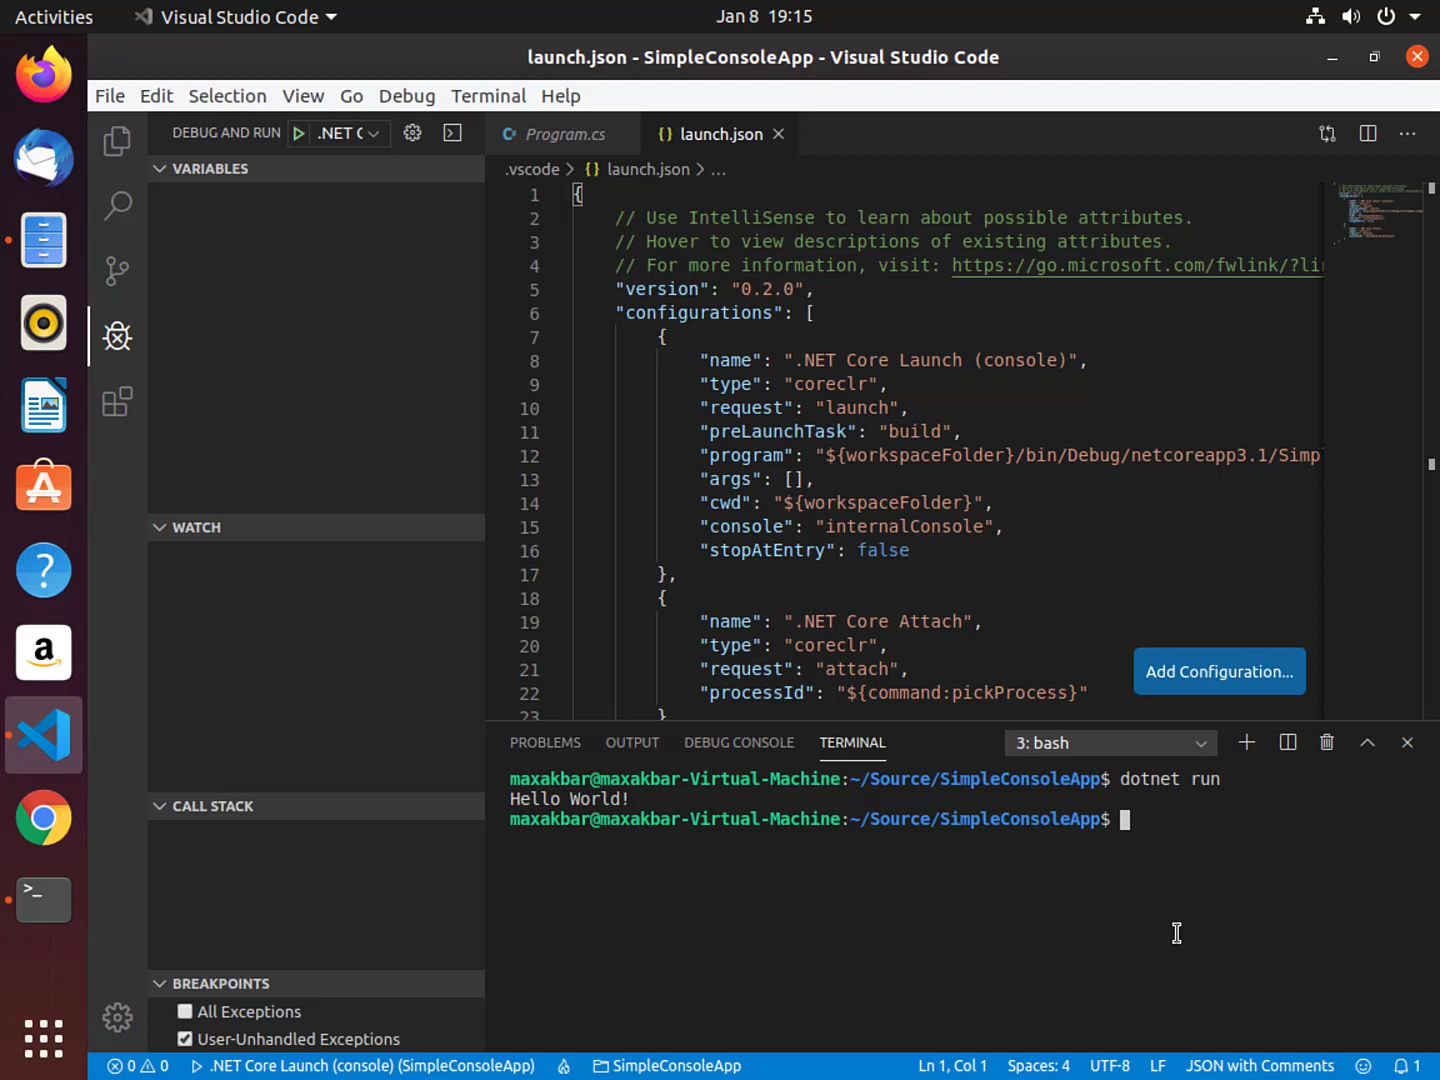 Activities Visual Studio Code Jan 8 19:15
launch.json - SimpleConsoleApp - Visual Studio Code
File Edit Selection View Go Debug Terminal Help
DEBUG AND RUN .NET C
Program.cs {} launch.json
.vscode > {} launch.json > ...
VARIABLES
WATCH
CALL STACK
BREAKPOINTS
All Exceptions
User-Unhandled Exceptions
1 {
2 // Use IntelliSense to learn about possible attributes.
3 // Hover to view descriptions of existing attributes.
4 // For more information, visit: https://go.microsoft.com/fwlink/?li
5 "version": "0.2.0",
6 "configurations": [
7 {
8 "name": ".NET Core Launch (console)",
9 "type": "coreclr",
10 "request": "launch",
11 "preLaunchTask": "build",
12 "program": "${workspaceFolder}/bin/Debug/netcoreapp3.1/Simp
13 "args": [],
14 "cwd": "${workspaceFolder}",
15 "console": "internalConsole",
16 "stopAtEntry": false
17 },
18 {
19 "name": ".NET Core Attach",
20 "type": "coreclr",
21 "request": "attach",
22 "processId": "${command:pickProcess}"
23 }
Add Configuration...
PROBLEMS OUTPUT DEBUG CONSOLE TERMINAL 3: bash
maxakbar@maxakbar-Virtual-Machine:~/Source/SimpleConsoleApp$ dotnet run
Hello World!
maxakbar@maxakbar-Virtual-Machine:~/Source/SimpleConsoleApp$
0 0 .NET Core Launch (console) (SimpleConsoleApp) SimpleConsoleApp Ln 1, Col 1 Spaces: 4 UTF-8 LF JSON with Comments 1